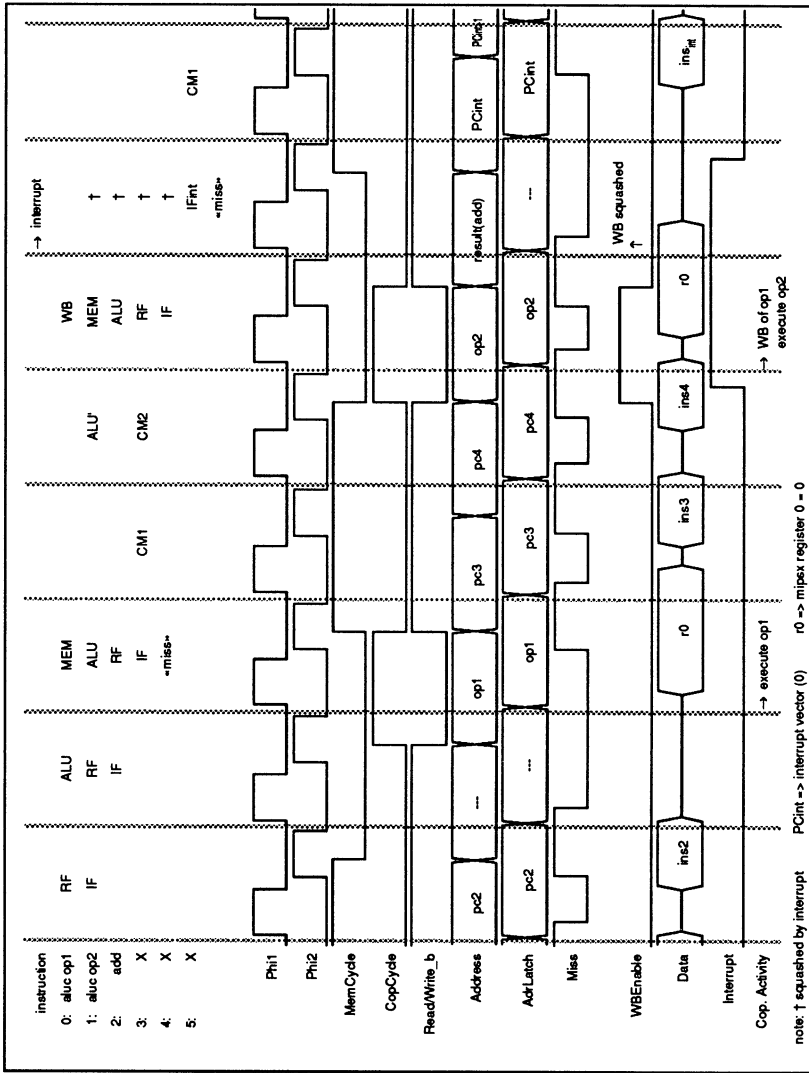 instruction → interrupt
0: aluc op1 RF ALU MEM WB
1: aluc op2 IF RF ALU ALU' MEM †
2: add IF RF ALU †
3: X IF CM1 CM2 RF †
4: X «miss» IF †
5: X IFint CM1
«miss»
Phi1
Phi2
MemCycle
CopCycle
Read/Write_b
Address pc2 --- op1 pc3 pc4 op2 result(add) PCint PCint+1
AdrLatch pc2 --- op1 pc3 pc4 op2 --- PCint
Miss
WB squashed
WBEnable ↑
Data ins2 r0 ins3 ins4 r0 insint
Interrupt
→ execute op1 → WB of op1
Cop. Activity execute op2
note: † squashed by interrupt PCint => interrupt vector (0) r0 => mipsx register 0 = 0